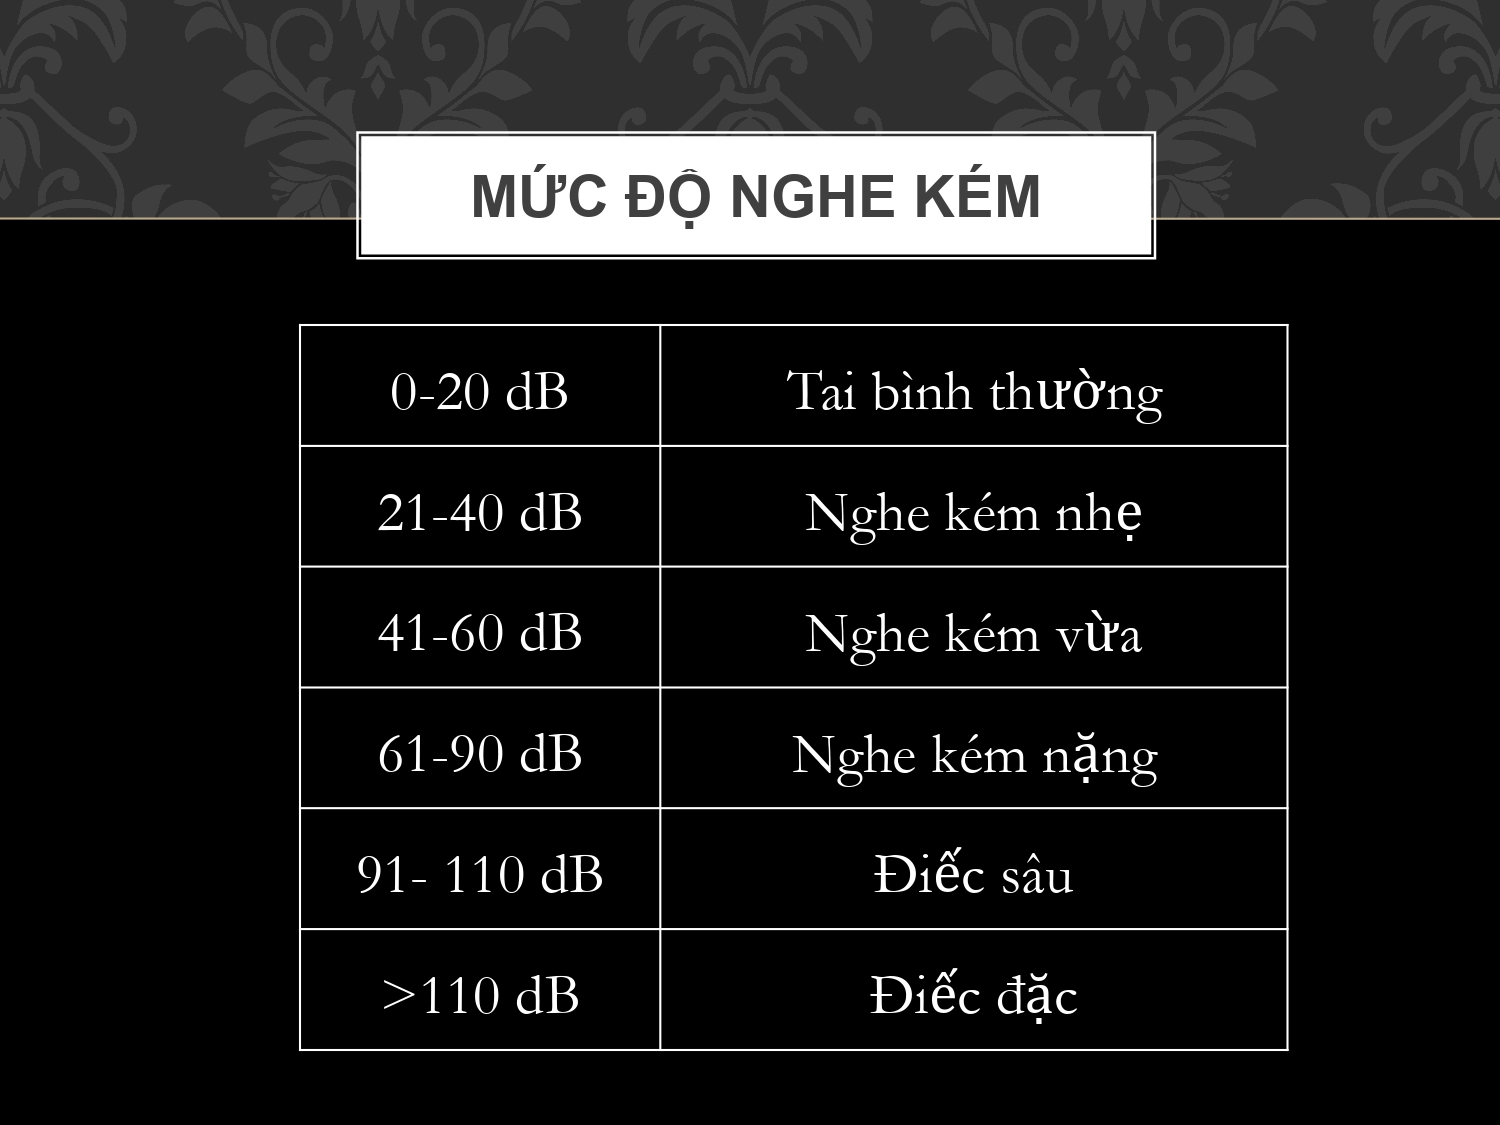 MỨC ĐỘ NGHE KÉM
0-20 dB Tai bình thường
21-40 dB Nghe kém nhẹ
41-60 dB Nghe kém vừa
61-90 dB Nghe kém nặng
91- 110 dB Điếc sâu
>110 dB Điếc đặc